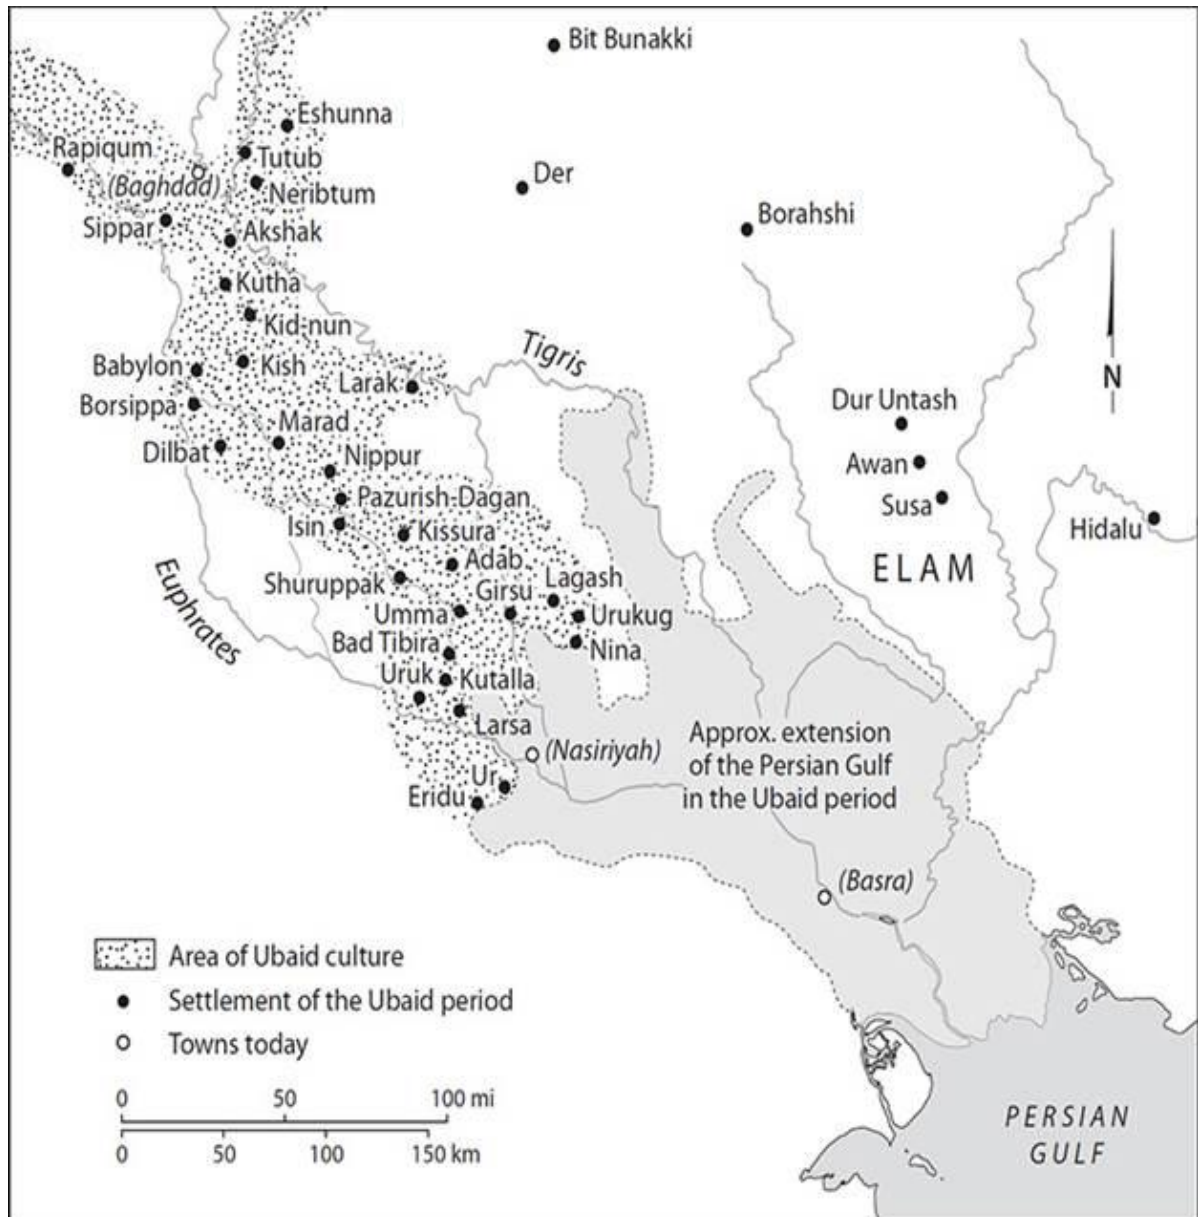 Bit Bunakki
Eshunna
Rapiqum
Tutub
(Baghdad)
Neribtum
Der
Sippar
Akshak
Borahshi
Kutha
Kid-nun
Tigris
Babylon
Kish
Larak
N
Borsippa
Marad
Dur Untash
Dilbat
Nippur
Awan
Pazurish-Dagan
Susa
Isin
Kissura
Hidalu
Adab
ELAM
Euphrates
Shuruppak
Girsu
Lagash
Umma
Urukug
Bad Tibira
Nina
Uruk
Kutalla
Larsa
(Nasiriyah)
Approx. extension
of the Persian Gulf
in the Ubaid period
Ur
Eridu
(Basra)
Area of Ubaid culture
Settlement of the Ubaid period
Towns today
0 50 100 mi
0 50 100 150 km
PERSIAN
GULF